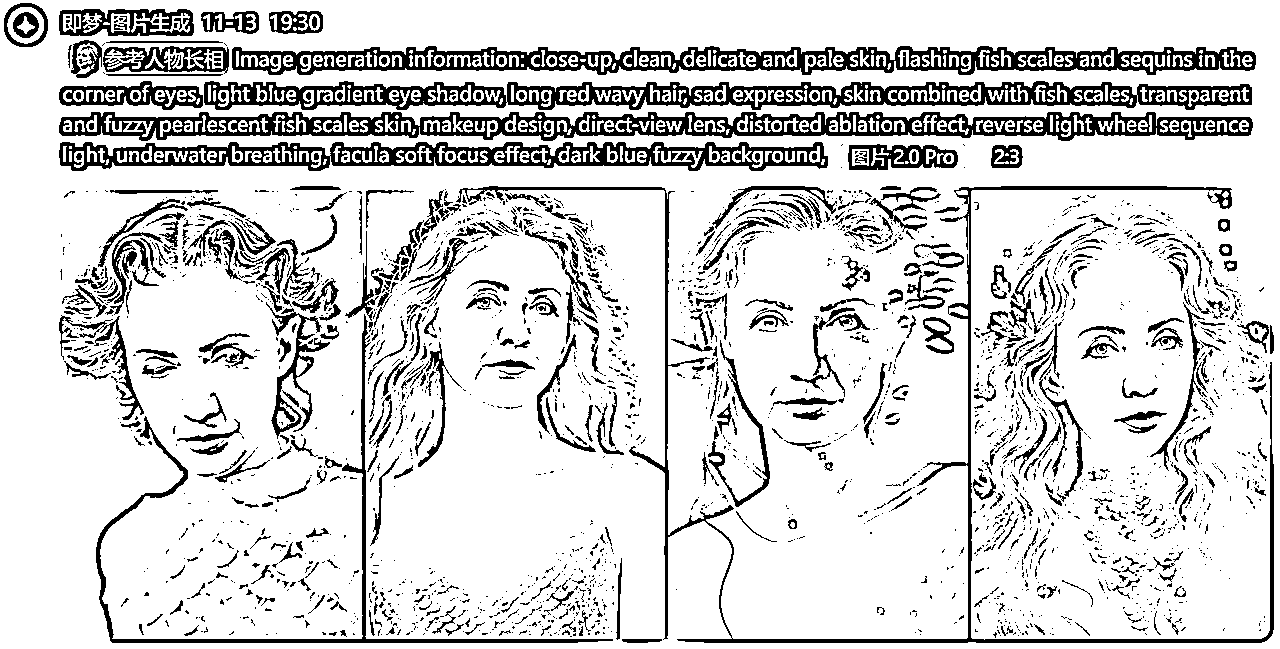 即梦-图片生成 11-13 19:30
参考人物长相 Image generation information: close-up, clean, delicate and pale skin, flashing fish scales and sequins in the
corner of eyes, light blue gradient eye shadow, long red wavy hair, sad expression, skin combined with fish scales, transparent
and fuzzy pearlescent fish scales skin, makeup design, direct-view lens, distorted ablation effect, reverse light wheel sequence
light, underwater breathing, facula soft focus effect, dark blue fuzzy background, 图片 2.0 Pro 2:3